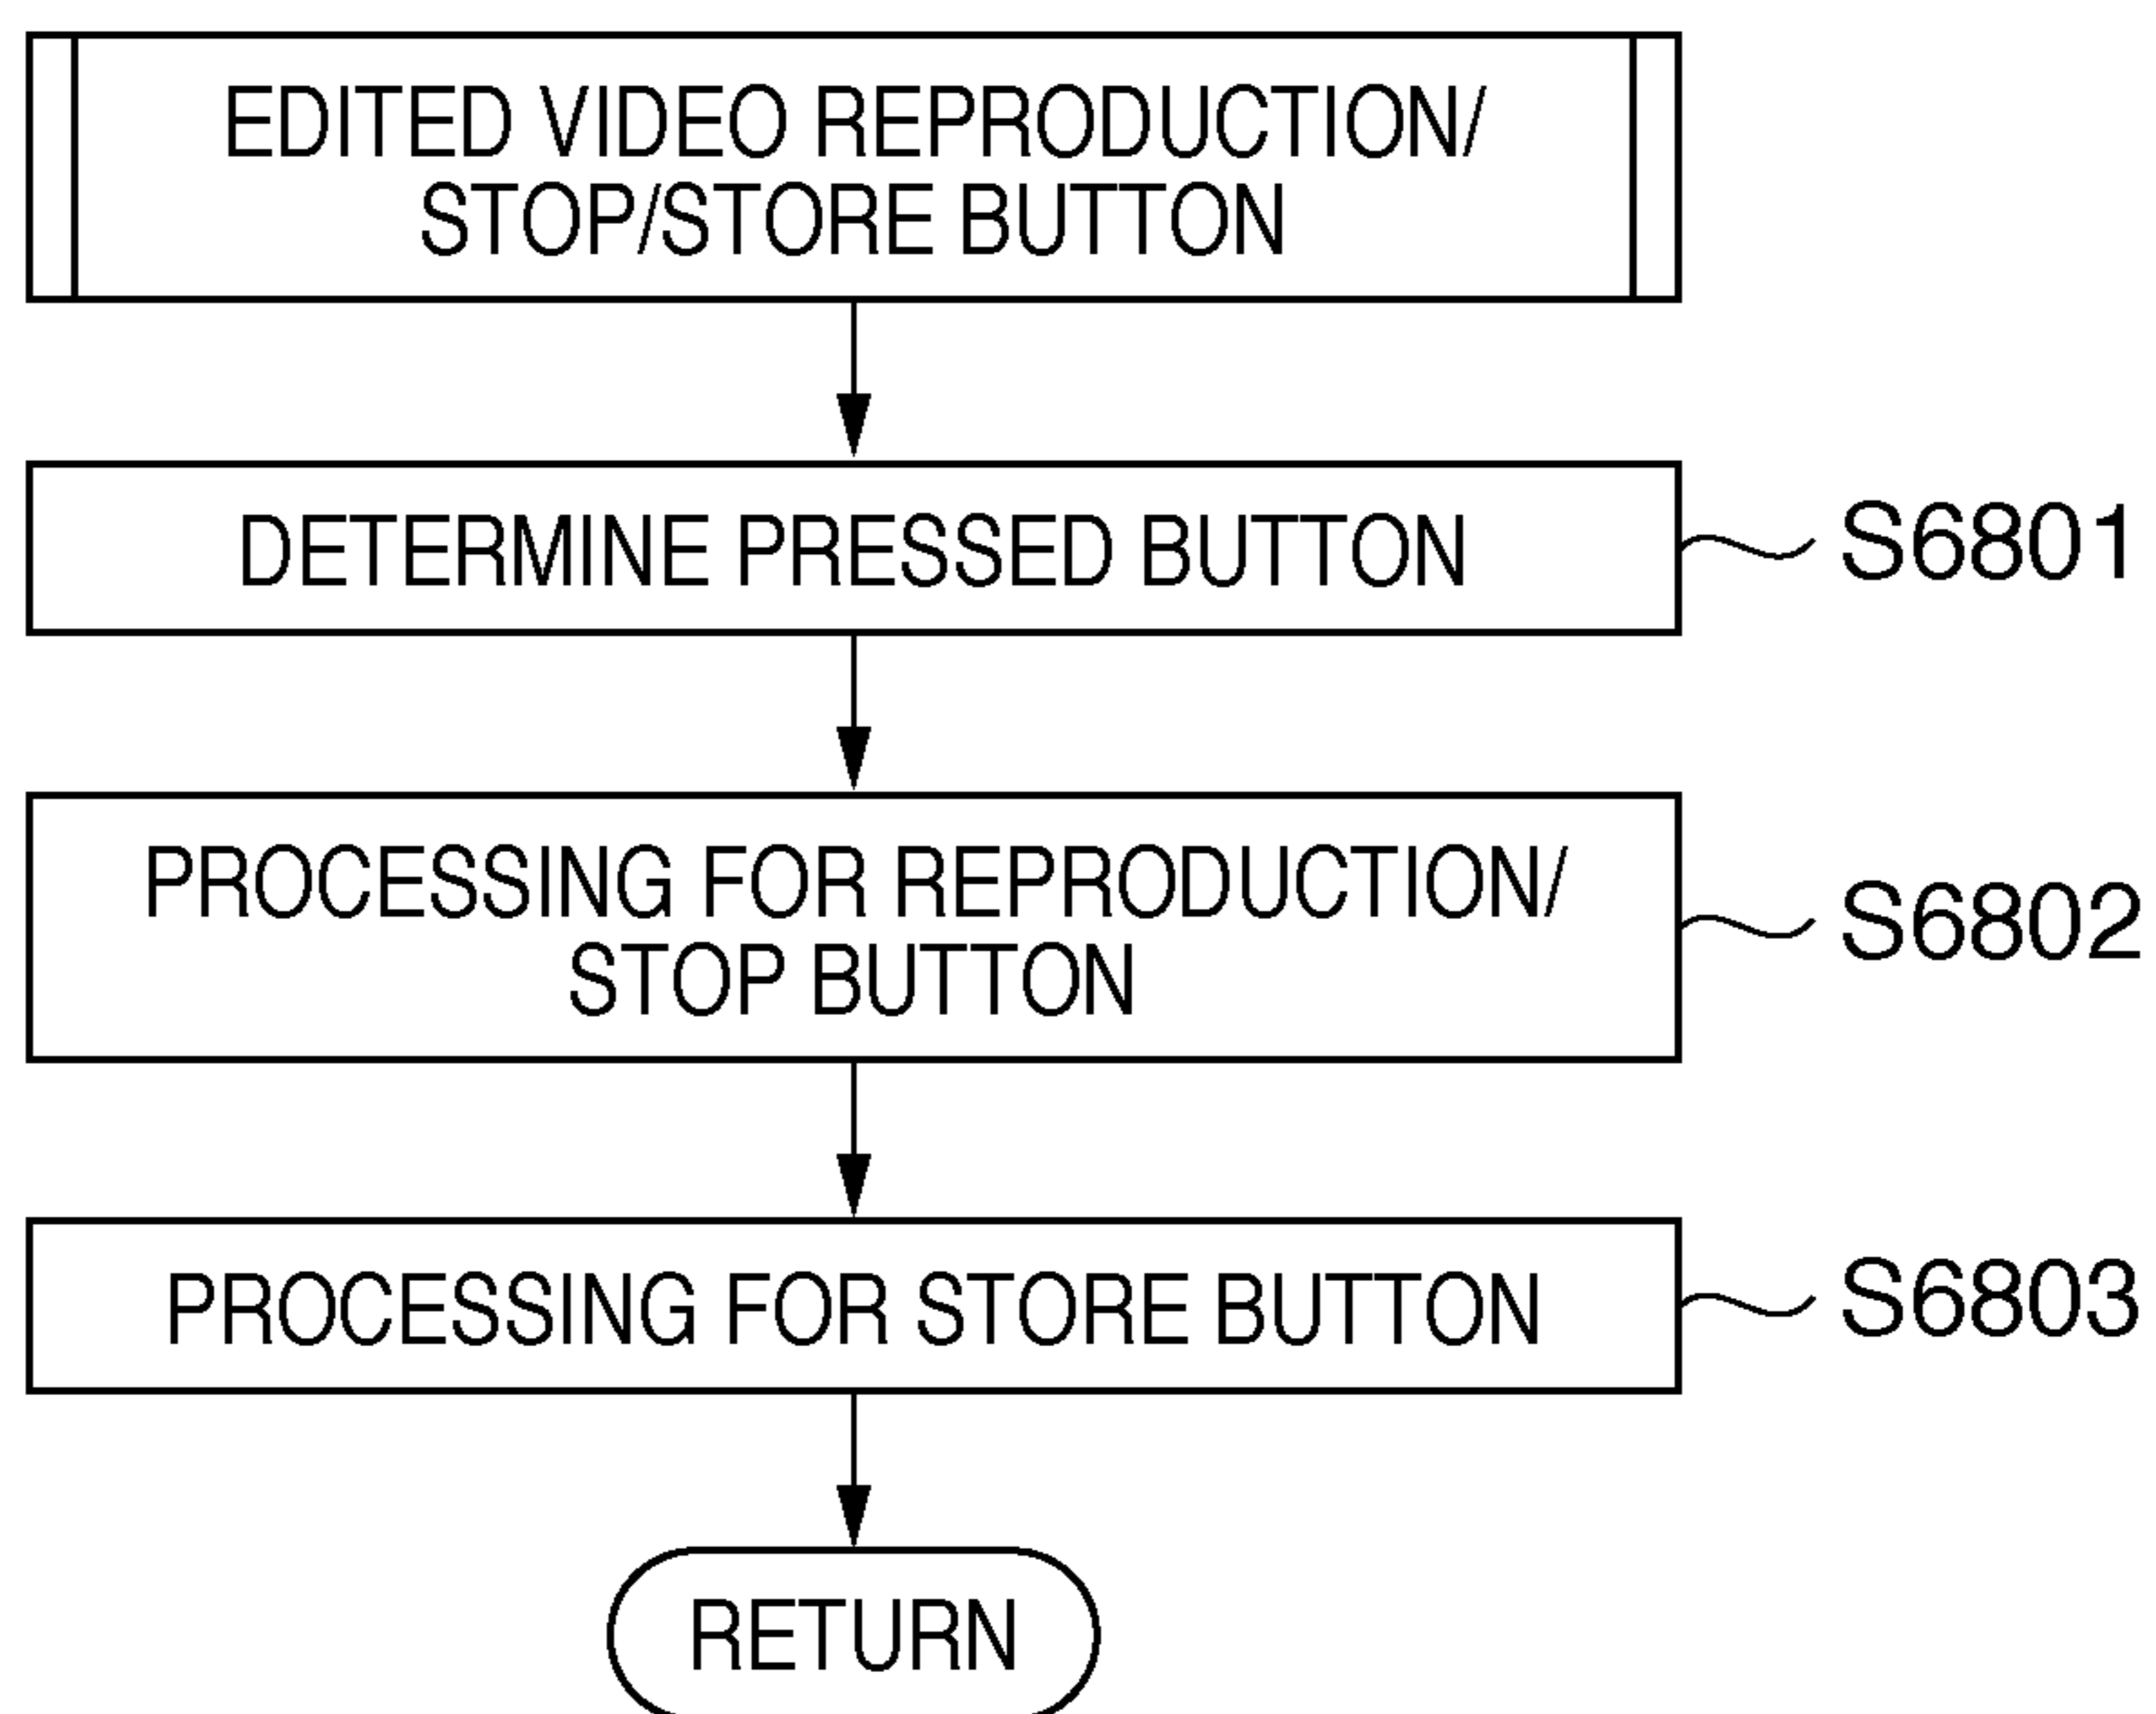 EDITED VIDEO REPRODUCTION/
STOP/STORE BUTTON
DETERMINE PRESSED BUTTON
S6801
PROCESSING FOR REPRODUCTION/
STOP BUTTON
S6802
PROCESSING FOR STORE BUTTON
S6803
RETURN